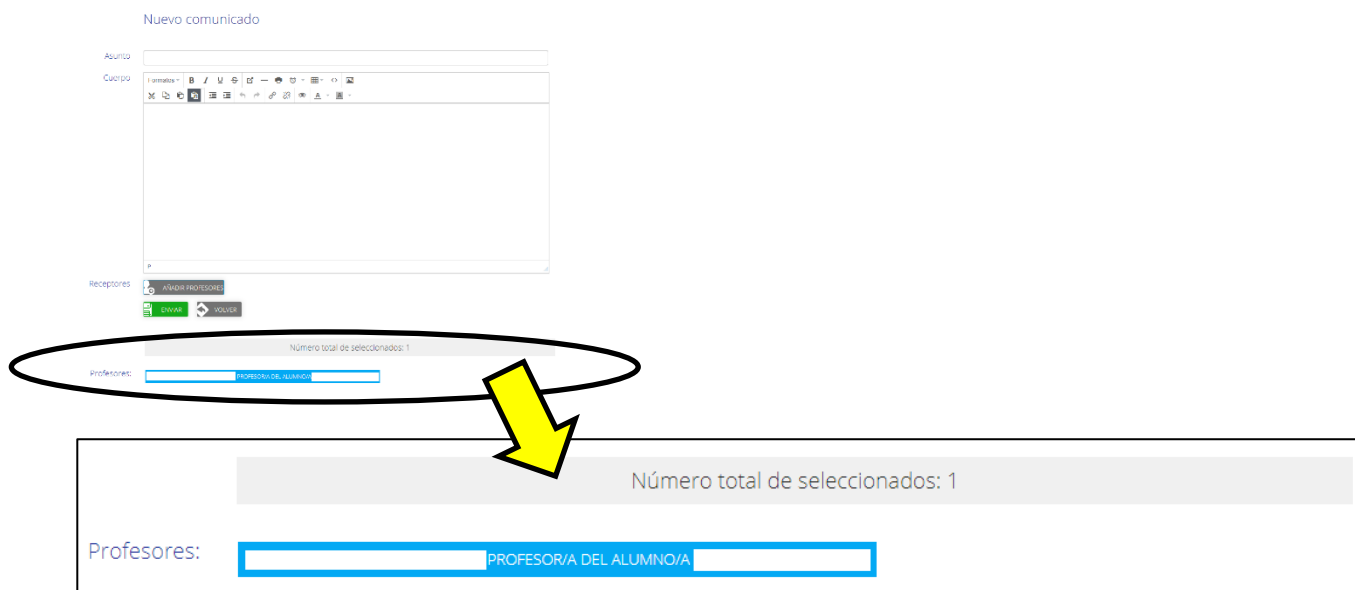 Nuevo comunicado
Asunto
Cuerpo
Formatos B I U S
A
P
Receptores
AÑADIR PROFESORES
ENVIAR VOLVER
Número total de seleccionados: 1
Profesores:
PROFESOR/A DEL ALUMNO/A
Número total de seleccionados: 1
Profesores:
PROFESOR/A DEL ALUMNO/A